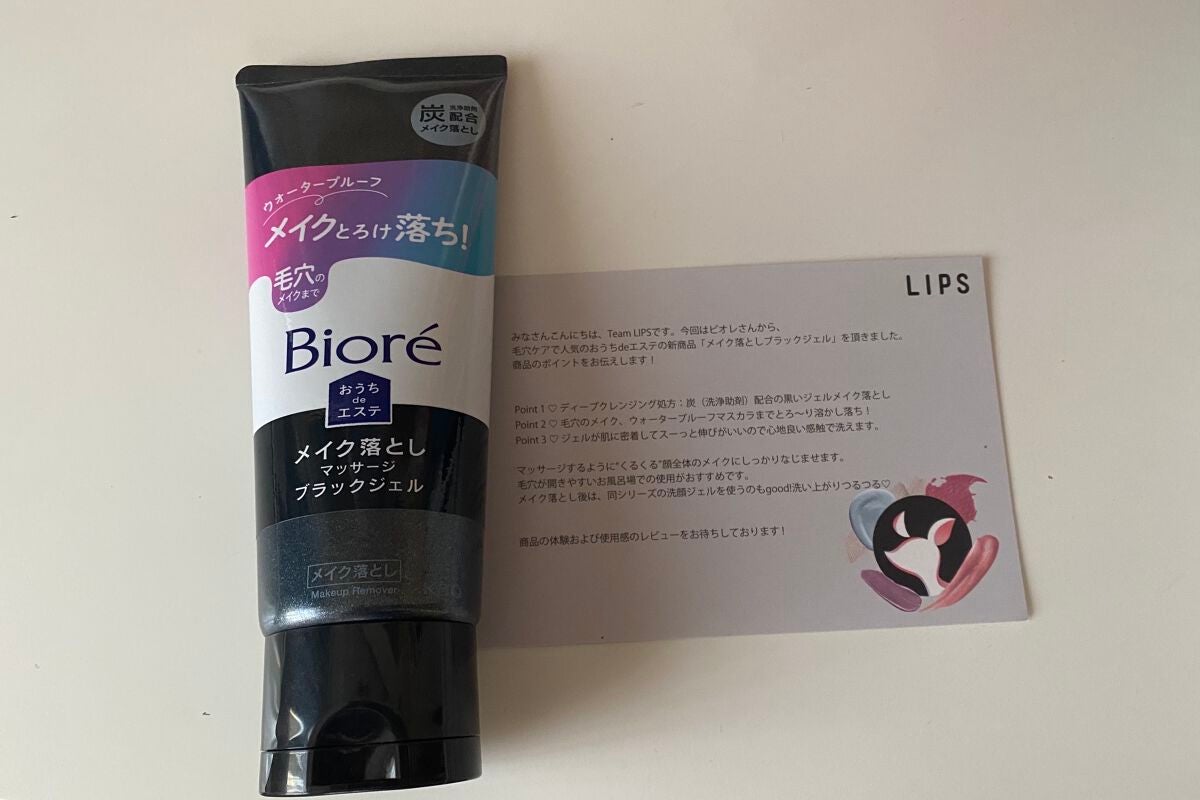 炭 洗浄助剤
配合
メイク落とし
ウォータープルーフ
メイクとろけ落ち!
毛穴の
メイクまで
Bioré
おうち
de
エステ
メイク落とし
マッサージ
ブラックジェル
メイク落とし
Makeup Remover
LIPS
みなさんこんにちは、Team LIPSです。今回はビオレさんから、
毛穴ケアで人気のおうちdeエステの新商品「メイク落としブラックジェル」を頂きました。
商品のポイントをお伝えします！
Point 1 ♡ ディープクレンジング処方：炭（洗浄助剤）配合の黒いジェルメイク落とし
Point 2 ♡ 毛穴のメイク、ウォータープルーフマスカラまでとろ～り溶かし落ち！
Point 3 ♡ ジェルが肌に密着してスーッと伸びがいいので心地良い感触で洗えます。
マッサージするように“くるくる”顔全体のメイクにしっかりなじませます。
毛穴が開きやすいお風呂場での使用がおすすめです。
メイク落とし後は、同シリーズの洗顔ジェルを使うのもgood!洗い上がりつるつる♡
商品の体験および使用感のレビューをお待ちしております！